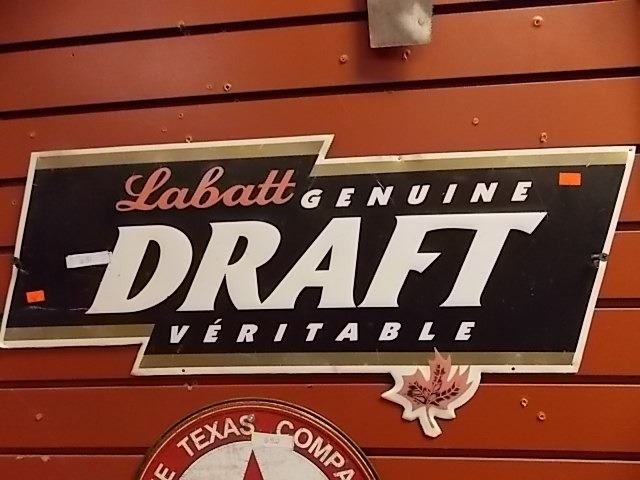 Labatt GENUINE
DRAFT
VÉRITABLE
TEXAS COMPA